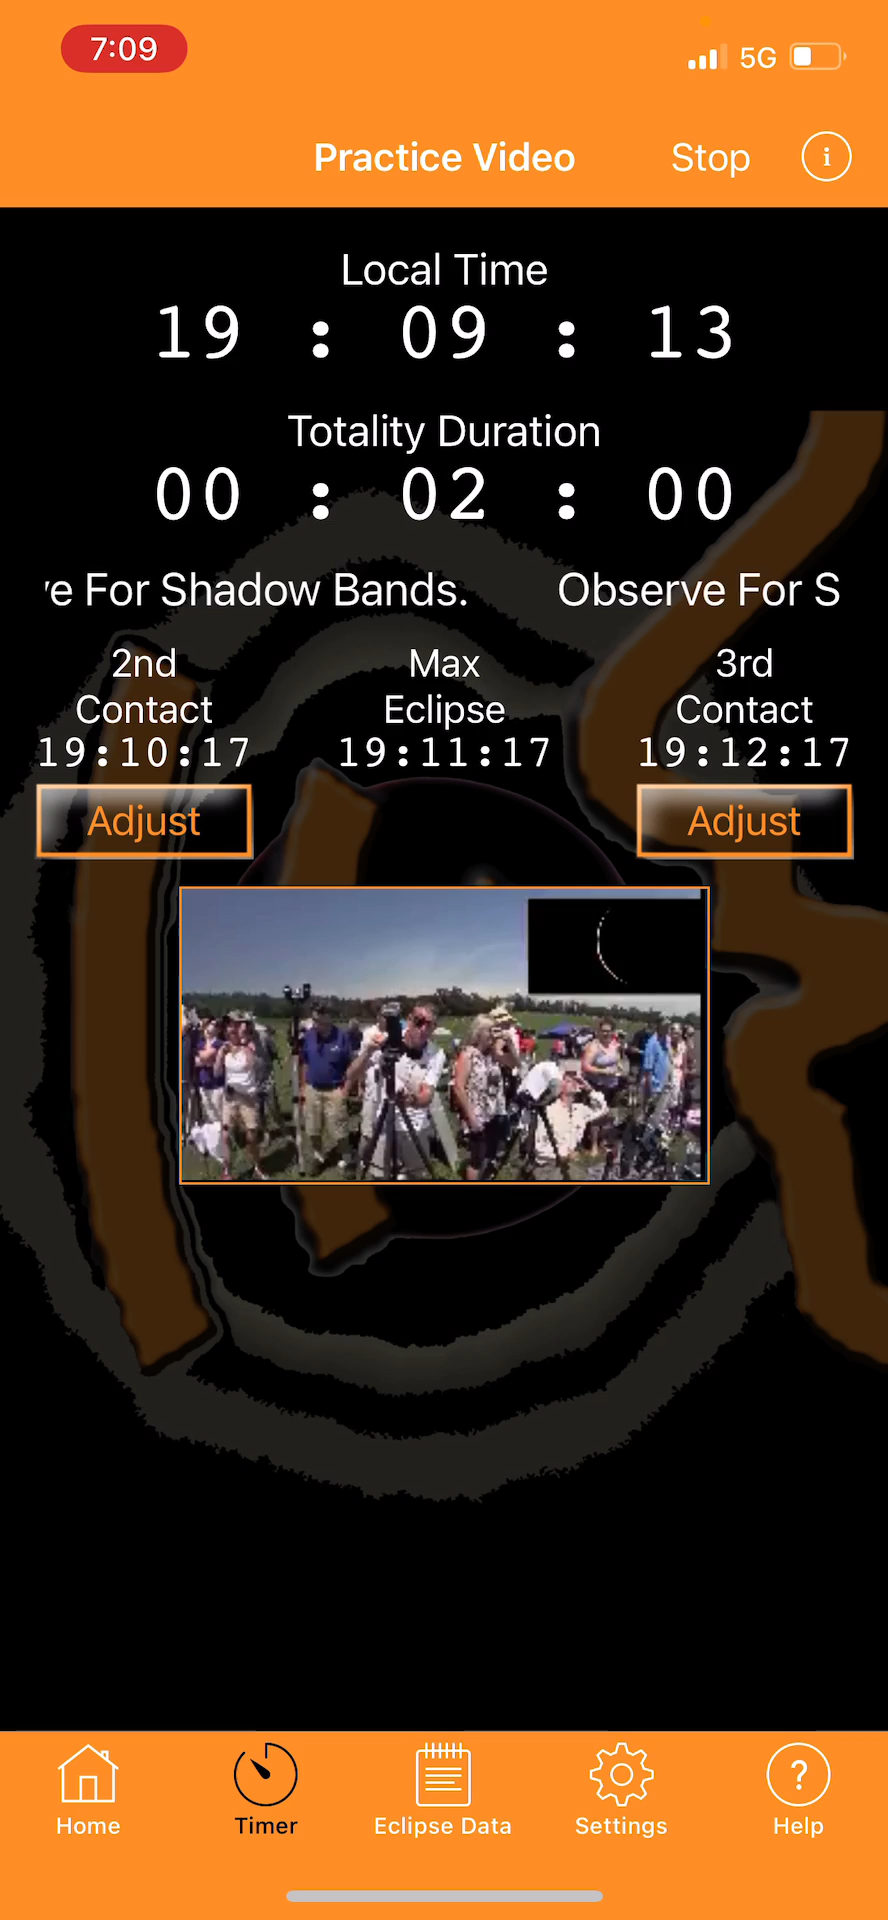 7:09
5G
Practice Video
Stop
i
Local Time
19 : 09 : 13
Totality Duration
00 : 02 : 00
e For Shadow Bands. Observe For S
2nd Contact
19:10:17
Adjust
Max Eclipse
19:11:17
3rd Contact
19:12:17
Adjust
Home
Timer
Eclipse Data
Settings
?
Help